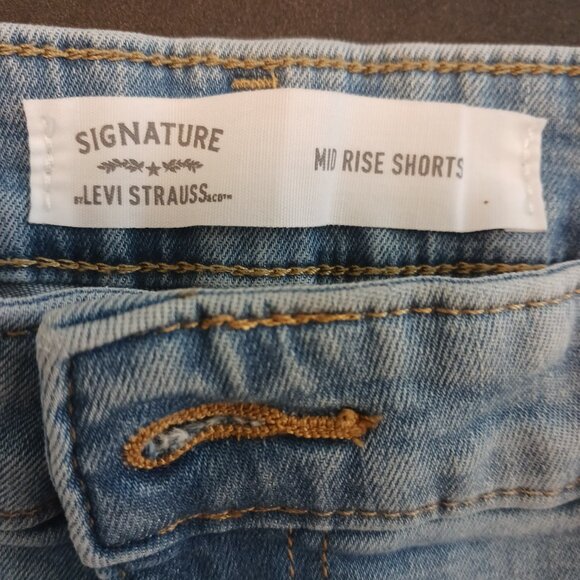 SIGNATURE
BY LEVI STRAUSS & CO™
MID RISE SHORTS